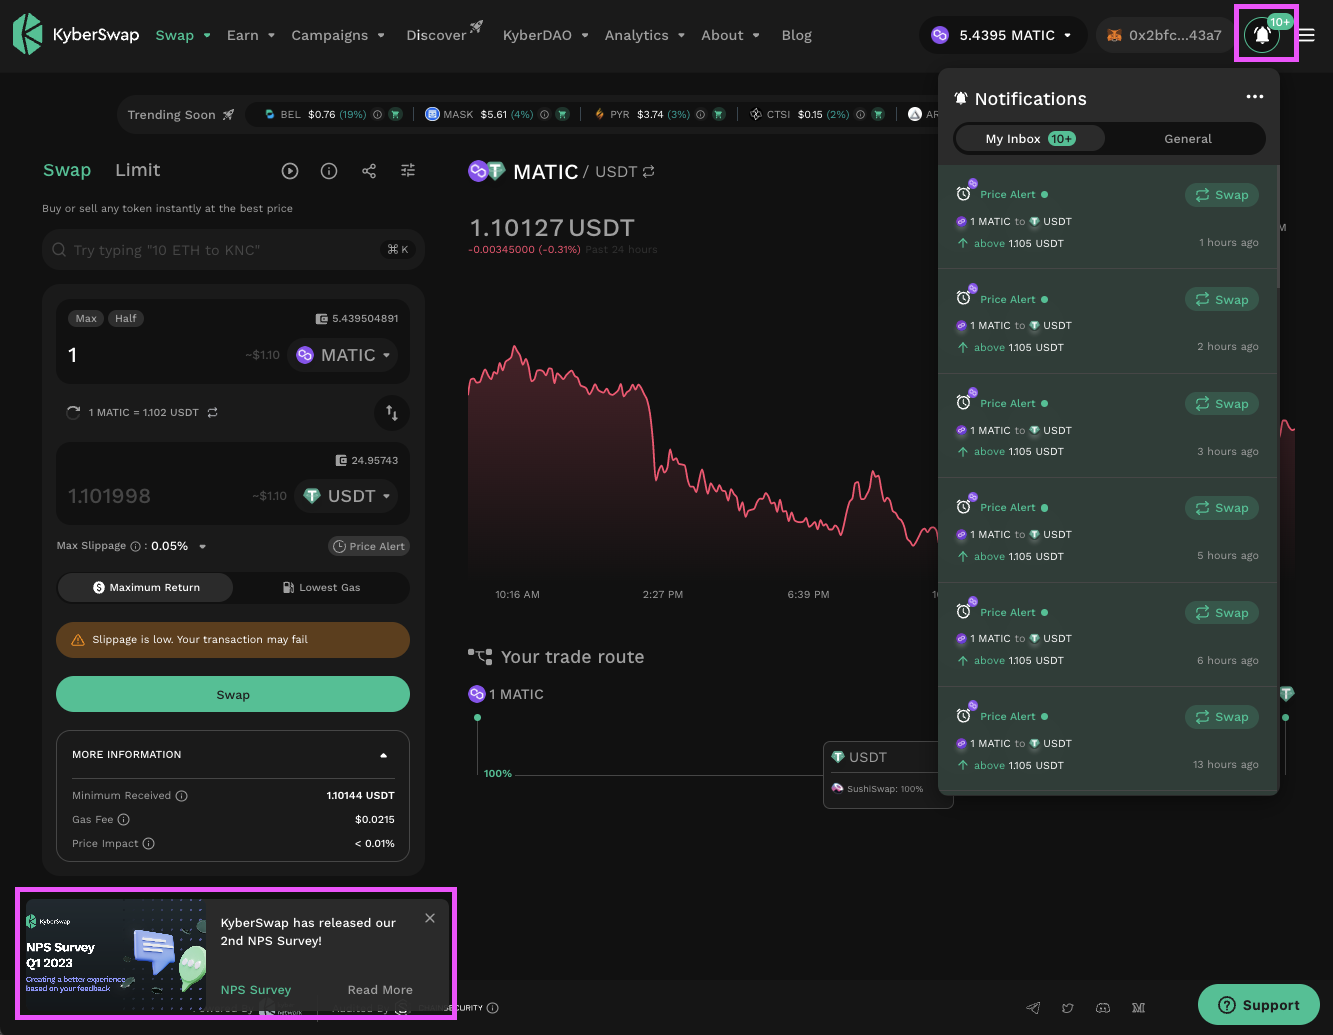 KyberSwap Swap Earn Campaigns Discover KyberDAO Analytics About Blog 5.4395 MATIC 0x2bfc...43a7 10+
Trending Soon BEL $0.76 (19%) MASK $5.61 (4%) PYR $3.74 (3%) CTSI $0.15 (2%)
Notifications
My Inbox 10+ General
Swap Limit
Buy or sell any token instantly at the best price
Try typing "10 ETH to KNC" ⌘ K
Max Half 5.439504891
1 ~$1.10 MATIC
1 MATIC = 1.102 USDT
24.95743
1.101998 ~$1.10 USDT
Max Slippage : 0.05% Price Alert
Maximum Return Lowest Gas
Slippage is low. Your transaction may fail
Swap
MORE INFORMATION
Minimum Received 1.10144 USDT
Gas Fee $0.0215
Price Impact < 0.01%
MATIC / USDT
1.10127 USDT
-0.00345000 (-0.31%) Past 24 hours
10:16 AM 2:27 PM 6:39 PM
Your trade route
1 MATIC
100%
USDT
SushiSwap: 100%
Price Alert Swap
1 MATIC to USDT
above 1.105 USDT 1 hours ago
Price Alert Swap
1 MATIC to USDT
above 1.105 USDT 2 hours ago
Price Alert Swap
1 MATIC to USDT
above 1.105 USDT 3 hours ago
Price Alert Swap
1 MATIC to USDT
above 1.105 USDT 5 hours ago
Price Alert Swap
1 MATIC to USDT
above 1.105 USDT 6 hours ago
Price Alert Swap
1 MATIC to USDT
above 1.105 USDT 13 hours ago
KyberSwap
NPS Survey
Q1 2023
Creating a better experience
based on your feedback
KyberSwap has released our
2nd NPS Survey!
NPS Survey Read More
Support